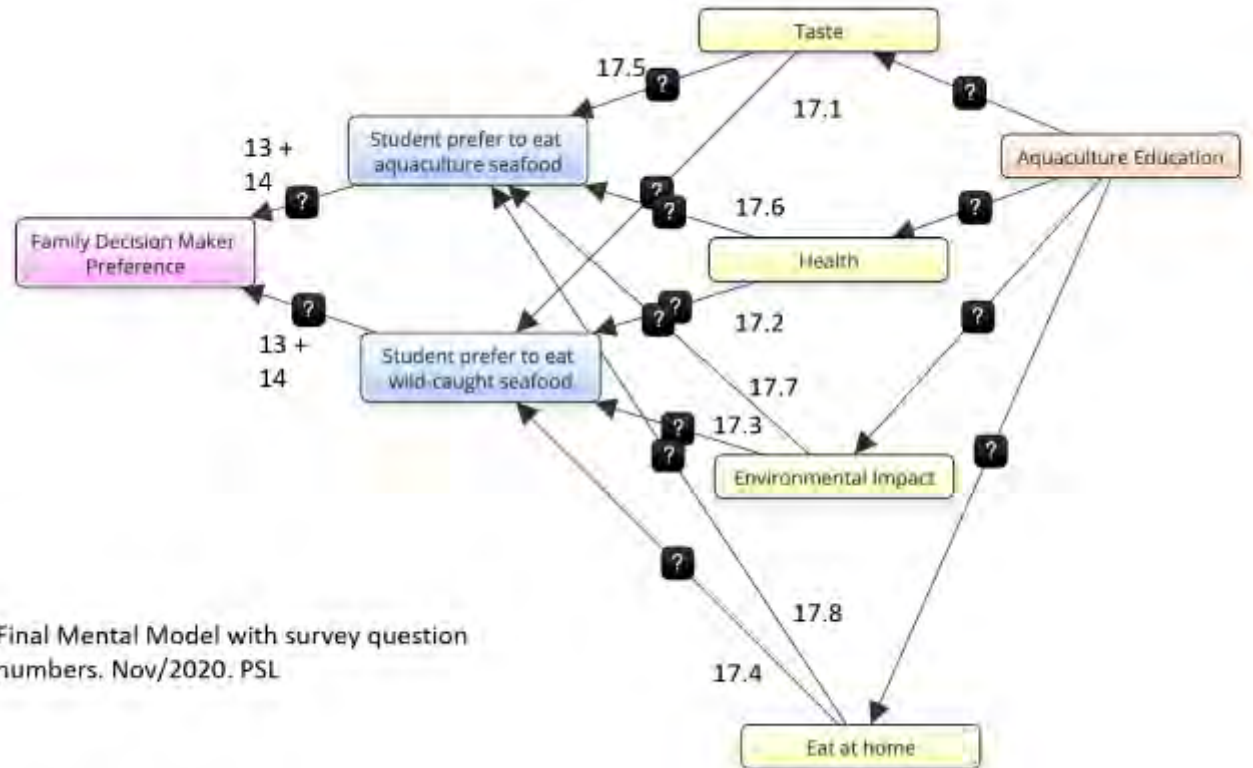 Taste
17.5
?
?
17.1
Student prefer to eat
aquaculture seafood
Aquaculture Education
13 +
14
?
?
?
17.6
?
Family Decision Maker
Preference
Health
?
?
?
17.2
?
13 +
14
Student prefer to eat
wild-caught seafood
17.7
17.3
?
?
?
Environmental Impact
?
17.8
17.4
Final Mental Model with survey question
numbers. Nov/2020. PSL
Eat at home